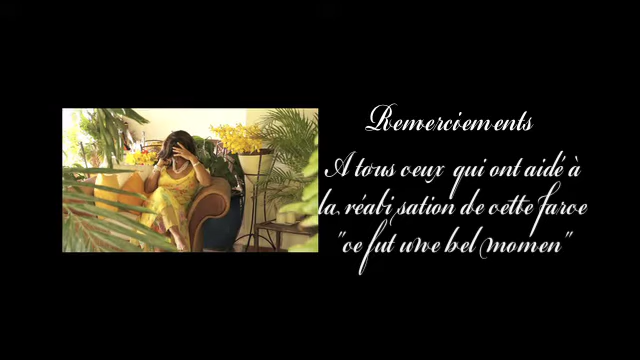 Remerciements
A tous ceux qui ont aidé à
la réalisation de cette farce
"ce fut une bel momen"